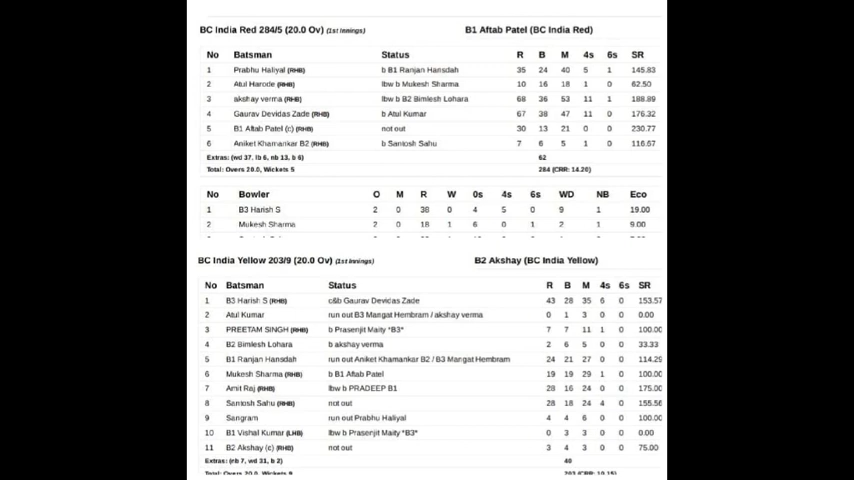 BC India Red 284/5 (20.0 Ov) (1st Innings) B1 Aftab Patel (BC India Red)
No Batsman Status R B M 4s 6s SR
1 Prabhu Haliyal (RHB) b B1 Ranjan Hansdah 35 24 40 5 1 145.83
2 Atul Harode (RHB) lbw b Mukesh Sharma 10 16 18 1 0 62.50
3 akshay verma (RHB) lbw b B2 Bimlesh Lohara 68 36 53 11 1 188.89
4 Gaurav Devidas Zade (RHB) b Atul Kumar 67 38 47 11 0 176.32
5 B1 Aftab Patel (c) (RHB) not out 30 13 21 0 0 230.77
6 Aniket Khamankar B2 (RHB) b Santosh Sahu 7 6 5 1 0 116.67
Extras: (wd 37, lb 6, nb 13, b 6) 62
Total: Overs 20.0, Wickets 5 284 (CRR: 14.20)
No Bowler O M R W 0s 4s 6s WD NB Eco
1 B3 Harish S 2 0 38 0 4 5 0 9 1 19.00
2 Mukesh Sharma 2 0 18 1 6 0 1 2 1 9.00
BC India Yellow 203/9 (20.0 Ov) (1st Innings) B2 Akshay (BC India Yellow)
No Batsman Status R B M 4s 6s SR
1 B3 Harish S (RHB) c&b Gaurav Devidas Zade 43 28 35 6 0 153.57
2 Atul Kumar run out B3 Mangat Hembram / akshay verma 0 1 3 0 0 0.00
3 PREETAM SINGH (RHB) b Prasenjit Maity *B3* 7 7 11 1 0 100.00
4 B2 Bimlesh Lohara b akshay verma 2 6 5 0 0 33.33
5 B1 Ranjan Hansdah run out Aniket Khamankar B2 / B3 Mangat Hembram 24 21 27 0 0 114.29
6 Mukesh Sharma (RHB) b B1 Aftab Patel 19 19 29 1 0 100.00
7 Amit Raj (RHB) lbw b PRADEEP B1 28 16 24 0 0 175.00
8 Santosh Sahu (RHB) not out 28 18 24 4 0 155.56
9 Sangram run out Prabhu Haliyal 4 4 6 0 0 100.00
10 B1 Vishal Kumar (LHB) lbw b Prasenjit Maity *B3* 0 3 3 0 0 0.00
11 B2 Akshay (c) (RHB) not out 3 4 3 0 0 75.00
Extras: (nb 7, wd 31, b 2) 40
Total: Overs 20.0, Wickets 9 203 (CRR: 10.15)